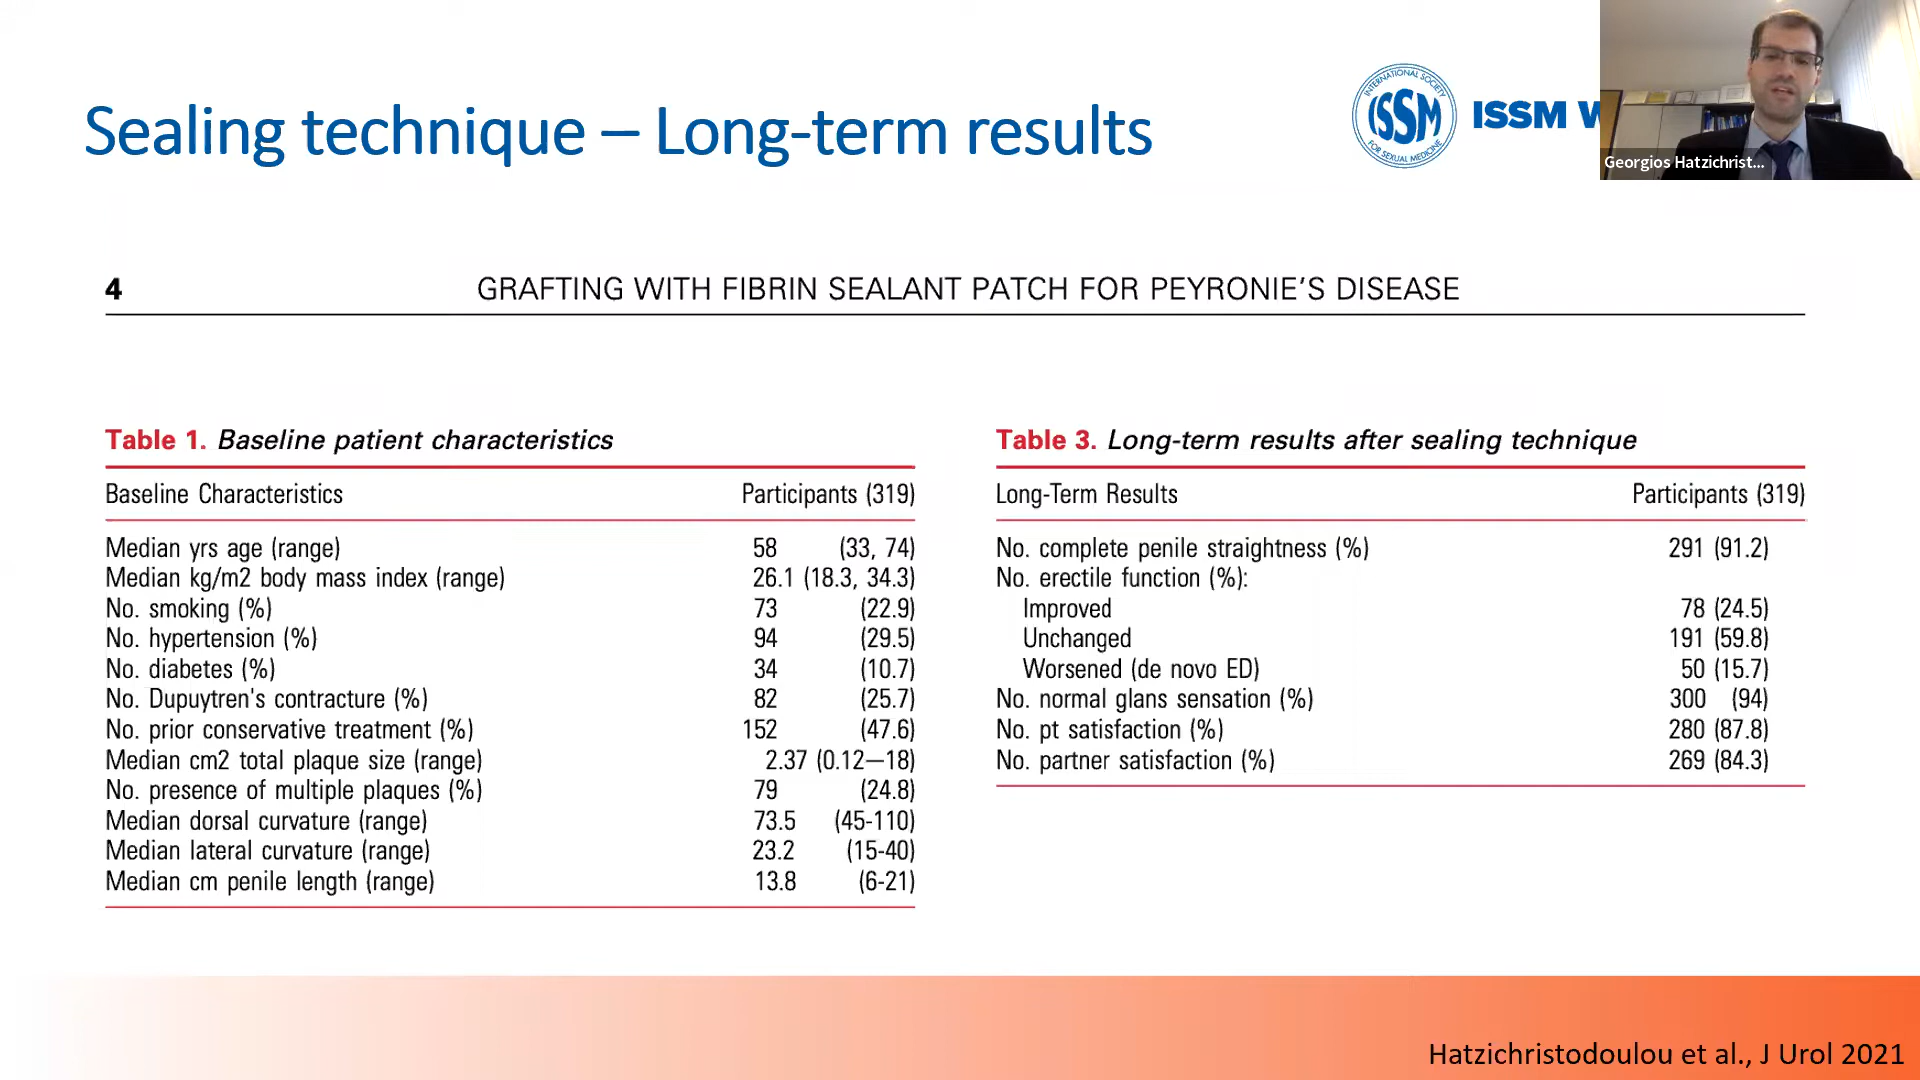 Sealing technique – Long-term results
INTERNATIONAL SOCIETY
ISSM
FOR SEXUAL MEDICINE
ISSM W
Georgios Hatzichrist...
4 GRAFTING WITH FIBRIN SEALANT PATCH FOR PEYRONIE'S DISEASE
Table 1. Baseline patient characteristics
Baseline Characteristics Participants (319)
Median yrs age (range) 58 (33, 74)
Median kg/m2 body mass index (range) 26.1 (18.3, 34.3)
No. smoking (%) 73 (22.9)
No. hypertension (%) 94 (29.5)
No. diabetes (%) 34 (10.7)
No. Dupuytren's contracture (%) 82 (25.7)
No. prior conservative treatment (%) 152 (47.6)
Median cm2 total plaque size (range) 2.37 (0.12—18)
No. presence of multiple plaques (%) 79 (24.8)
Median dorsal curvature (range) 73.5 (45-110)
Median lateral curvature (range) 23.2 (15-40)
Median cm penile length (range) 13.8 (6-21)
Table 3. Long-term results after sealing technique
Long-Term Results Participants (319)
No. complete penile straightness (%) 291 (91.2)
No. erectile function (%):
Improved 78 (24.5)
Unchanged 191 (59.8)
Worsened (de novo ED) 50 (15.7)
No. normal glans sensation (%) 300 (94)
No. pt satisfaction (%) 280 (87.8)
No. partner satisfaction (%) 269 (84.3)
Hatzichristodoulou et al., J Urol 2021